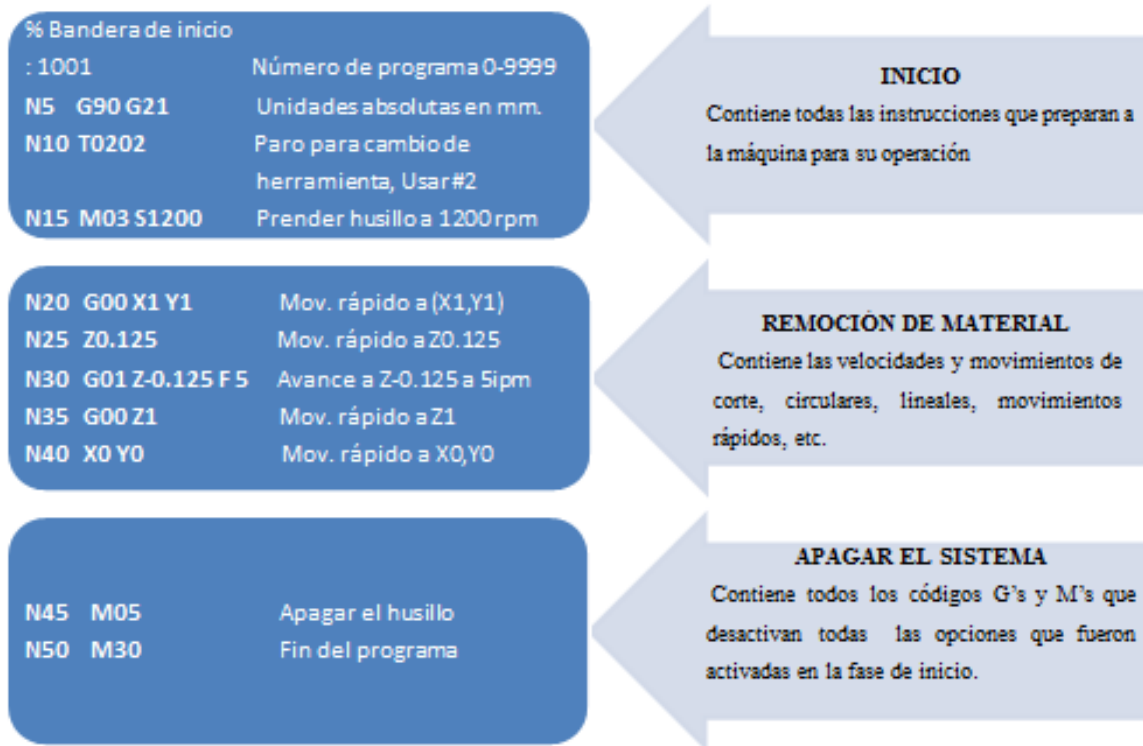 % Bandera de inicio
: 1001 Número de programa 0-9999
N5 G90 G21 Unidades absolutas en mm.
N10 T0202 Paro para cambio de
herramienta, Usar #2
N15 M03 S1200 Prender husillo a 1200 rpm
INICIO
Contiene todas las instrucciones que preparan a
la máquina para su operación
N20 G00 X1 Y1 Mov. rápido a (X1,Y1)
N25 Z0.125 Mov. rápido a Z0.125
N30 G01 Z-0.125 F 5 Avance a Z-0.125 a 5ipm
N35 G00 Z1 Mov. rápido a Z1
N40 X0 Y0 Mov. rápido a X0,Y0
REMOCIÓN DE MATERIAL
Contiene las velocidades y movimientos de
corte, circulares, lineales, movimientos
rápidos, etc.
N45 M05 Apagar el husillo
N50 M30 Fin del programa
APAGAR EL SISTEMA
Contiene todos los códigos G’s y M’s que
desactivan todas las opciones que fueron
activadas en la fase de inicio.